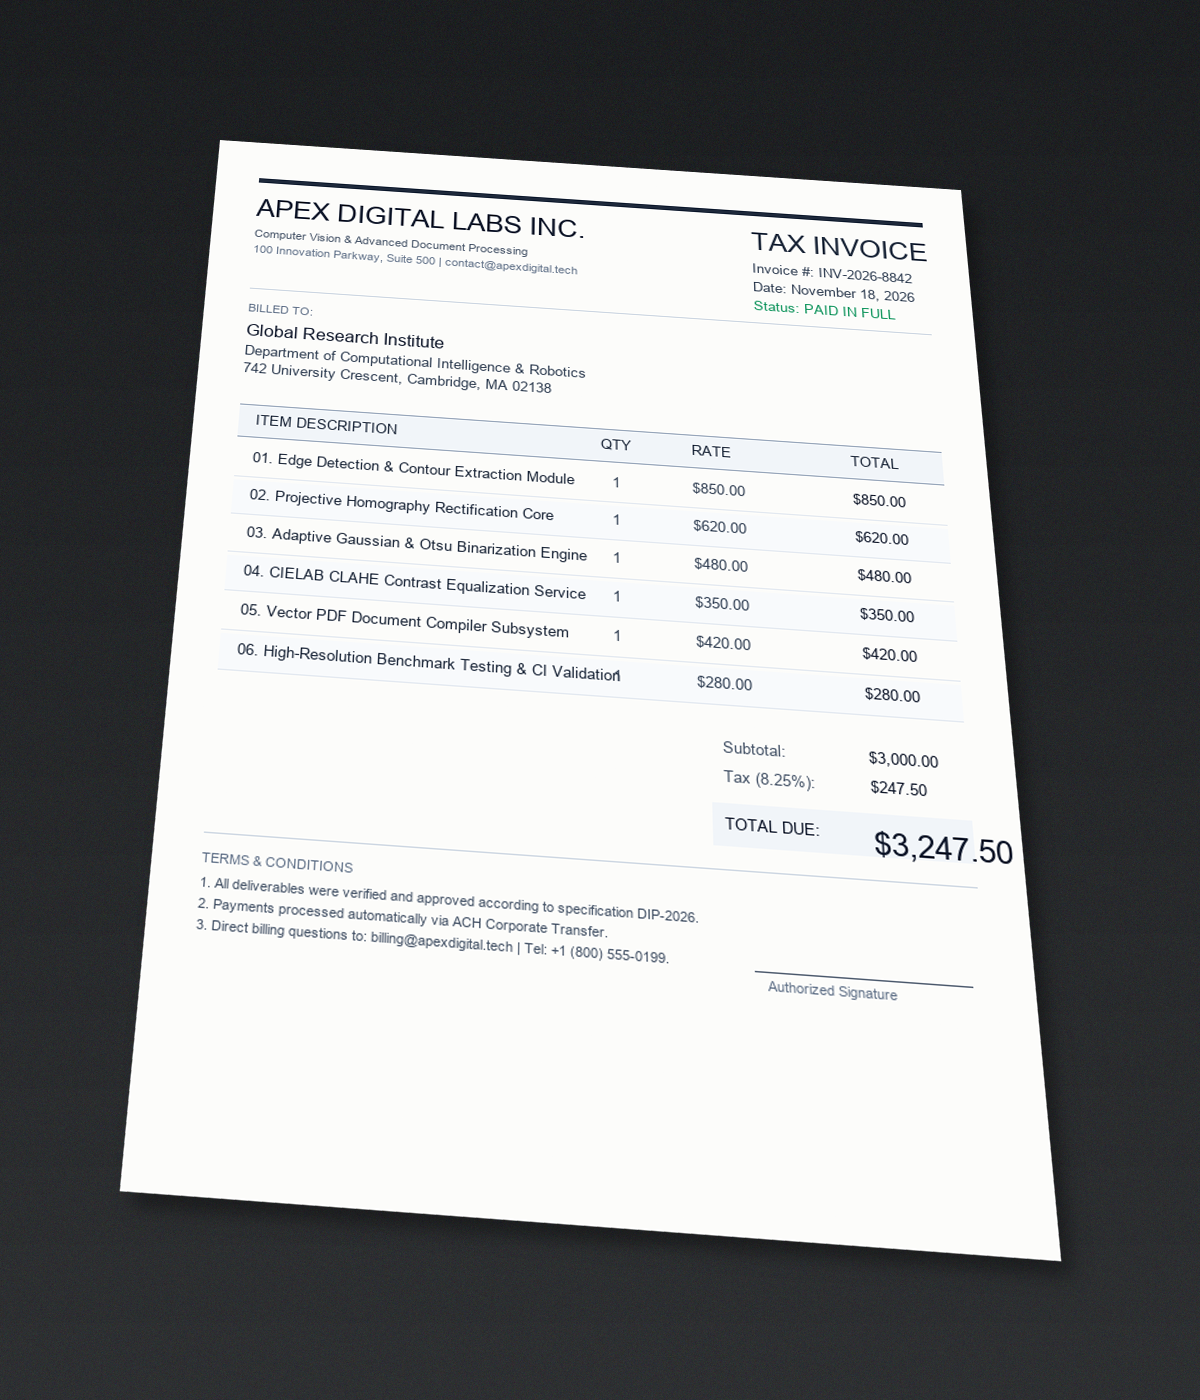 APEX DIGITAL LABS INC.
Computer Vision & Advanced Document Processing
100 Innovation Parkway, Suite 500 | contact@apexdigital.tech
TAX INVOICE
Invoice #: INV-2026-8842
Date: November 18, 2026
Status: PAID IN FULL
BILLED TO:
Global Research Institute
Department of Computational Intelligence & Robotics
742 University Crescent, Cambridge, MA 02138
ITEM DESCRIPTION QTY RATE TOTAL
01. Edge Detection & Contour Extraction Module 1 $850.00 $850.00
02. Projective Homography Rectification Core 1 $620.00 $620.00
03. Adaptive Gaussian & Otsu Binarization Engine 1 $480.00 $480.00
04. CIELAB CLAHE Contrast Equalization Service 1 $350.00 $350.00
05. Vector PDF Document Compiler Subsystem 1 $420.00 $420.00
06. High-Resolution Benchmark Testing & CI Validation 1 $280.00 $280.00
Subtotal: $3,000.00
Tax (8.25%): $247.50
TOTAL DUE: $3,247.50
TERMS & CONDITIONS
1. All deliverables were verified and approved according to specification DIP-2026.
2. Payments processed automatically via ACH Corporate Transfer.
3. Direct billing questions to: billing@apexdigital.tech | Tel: +1 (800) 555-0199.
Authorized Signature